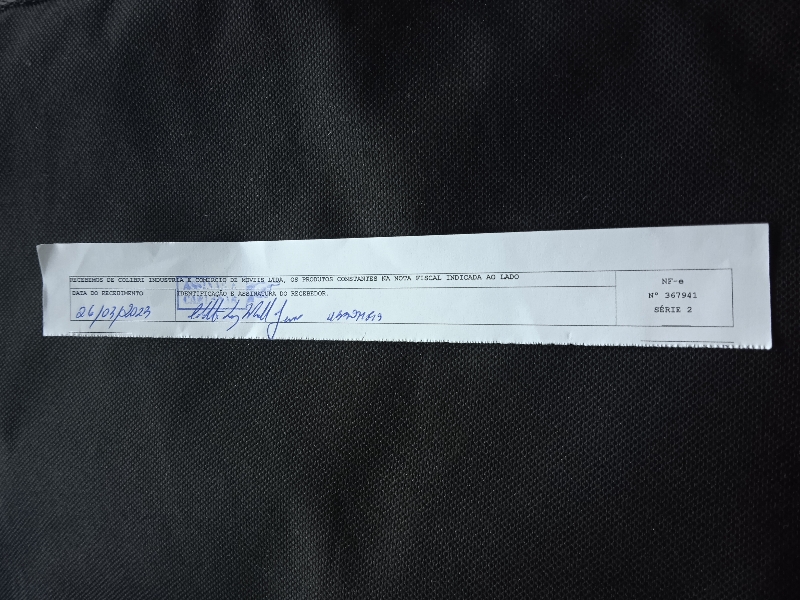 RECEBEMOS DE COLIBRI INDUSTRIA E COMERCIO DE MOVEIS LTDA, OS PRODUTOS CONSTANTES NA NOTA FISCAL INDICADA AO LADO
DATA DO RECEBIMENTO
IDENTIFICAÇÃO E ASSINATURA DO RECEBEDOR.
26/03/2023
NF-e
Nº 367941
SÉRIE 2